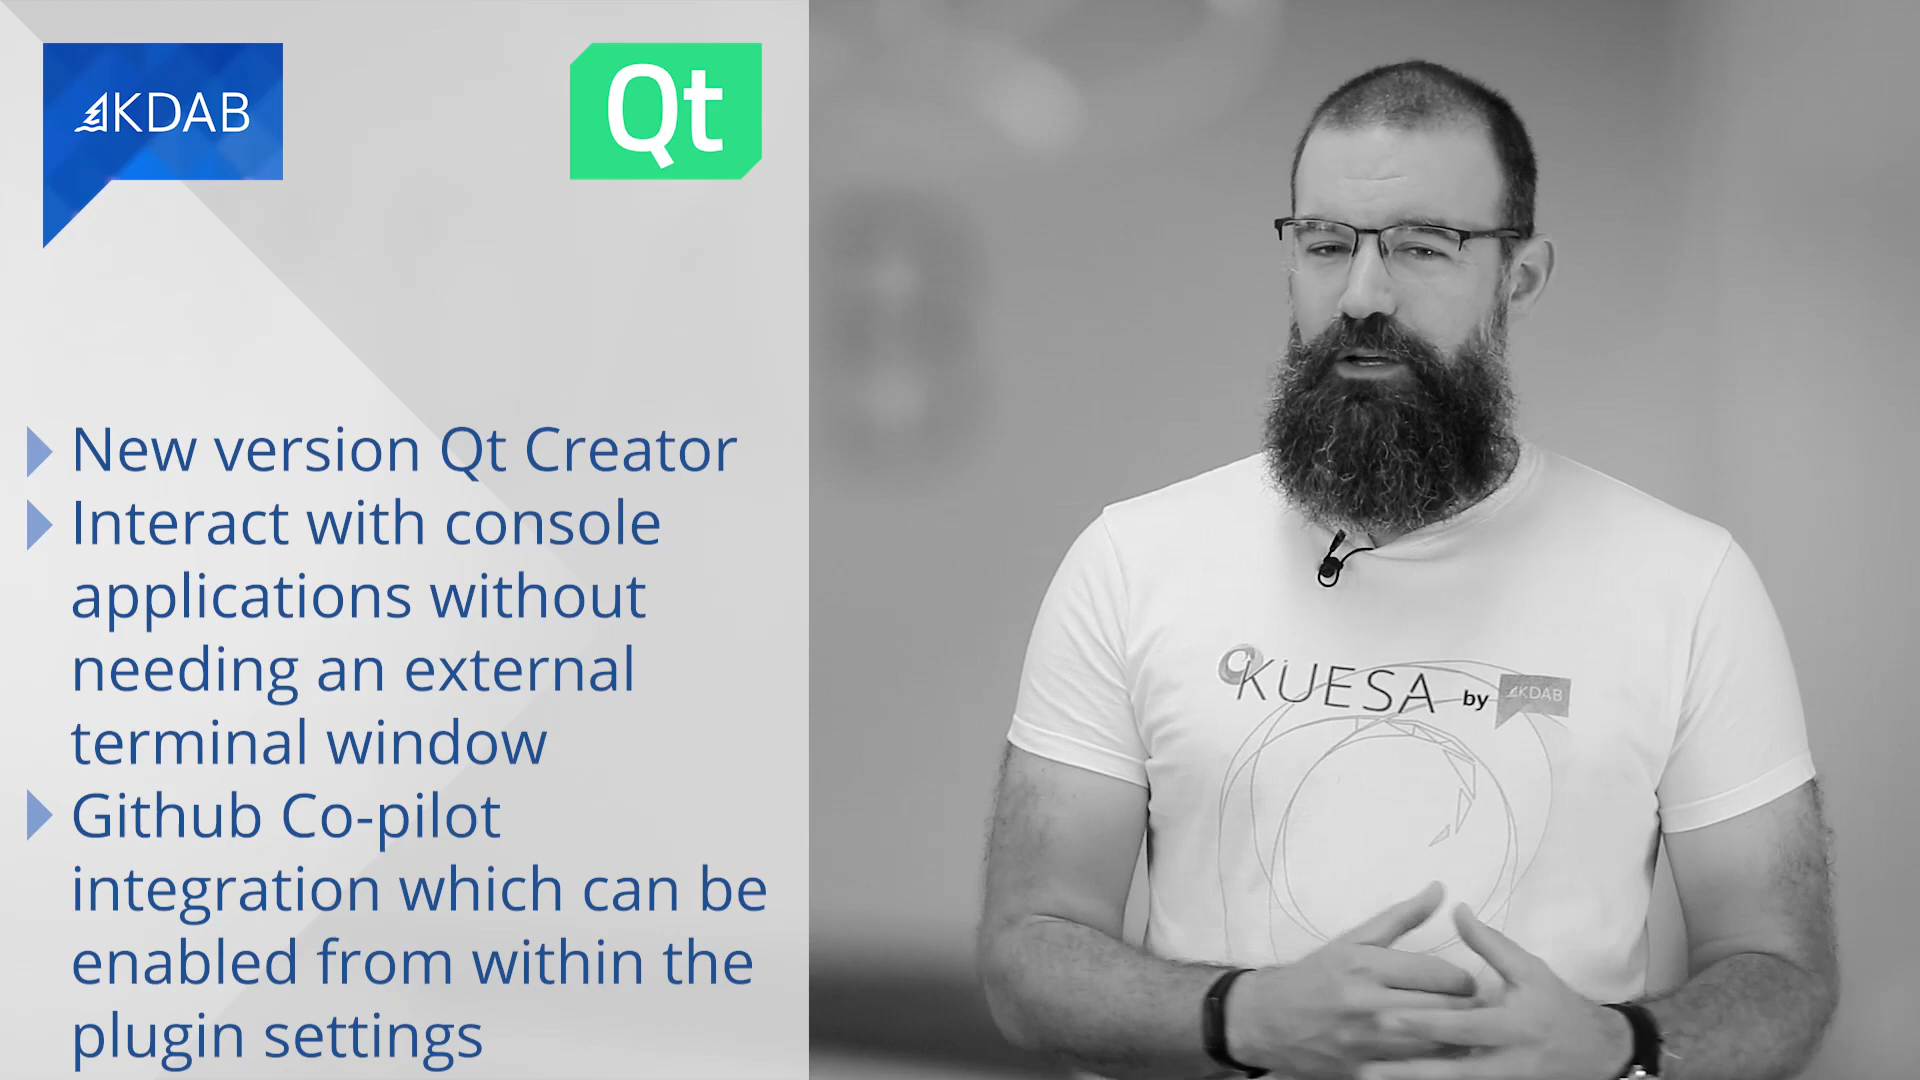 KDAB
Qt
New version Qt Creator
Interact with console
applications without
needing an external
terminal window
Github Co-pilot
integration which can be
enabled from within the
plugin settings
KUESA by KDAB